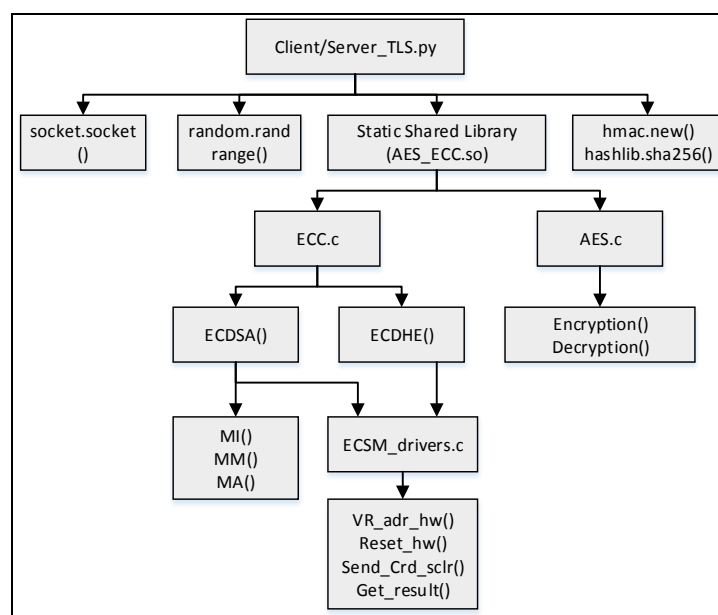 Client/Server_TLS.py
socket.socket
()
random.rand
range()
Static Shared Library
(AES_ECC.so)
hmac.new()
hashlib.sha256()
ECC.c
AES.c
ECDSA()
ECDHE()
Encryption()
Decryption()
MI()
MM()
MA()
ECSM_drivers.c
VR_adr_hw()
Reset_hw()
Send_Crd_sclr()
Get_result()